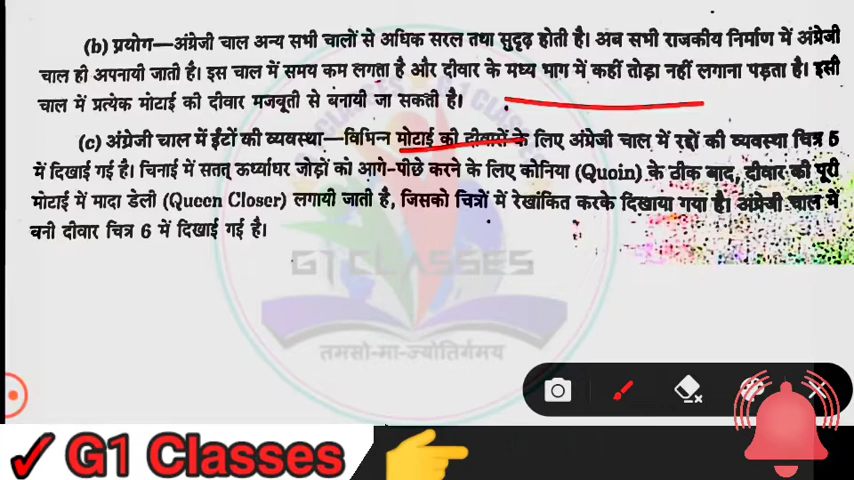 (b) प्रयोग—अंग्रेजी चाल अन्य सभी चालों से अधिक सरल तथा सुदृढ़ होती है। अब सभी राजकीय निर्माण में अंग्रेजी
चाल ही अपनायी जाती है। इस चाल में समय कम लगता है और दीवार के मध्य भाग में कहीं तोड़ा नहीं लगाना पड़ता है। इसी
चाल में प्रत्येक मोटाई की दीवार मजबूती से बनायी जा सकती है।
(c) अंग्रेजी चाल में ईंटों की व्यवस्था—विभिन्न मोटाई की दीवारों के लिए अंग्रेजी चाल में रद्दों की व्यवस्था चित्र 5
में दिखाई गई है। चिनाई में सतत् ऊर्ध्वाधर जोड़ों को आगे-पीछे करने के लिए कोनिया (Quoin) के ठीक बाद, दीवार की पूरी
मोटाई में मादा डेली (Queen Closer) लगायी जाती है, जिसको चित्रों में रेखांकित करके दिखाया गया है। अंग्रेजी चाल में
बनी दीवार चित्र 6 में दिखाई गई है।
G1 CLASSES
तमसो-मा-ज्योतिर्गमय
G1 Classes